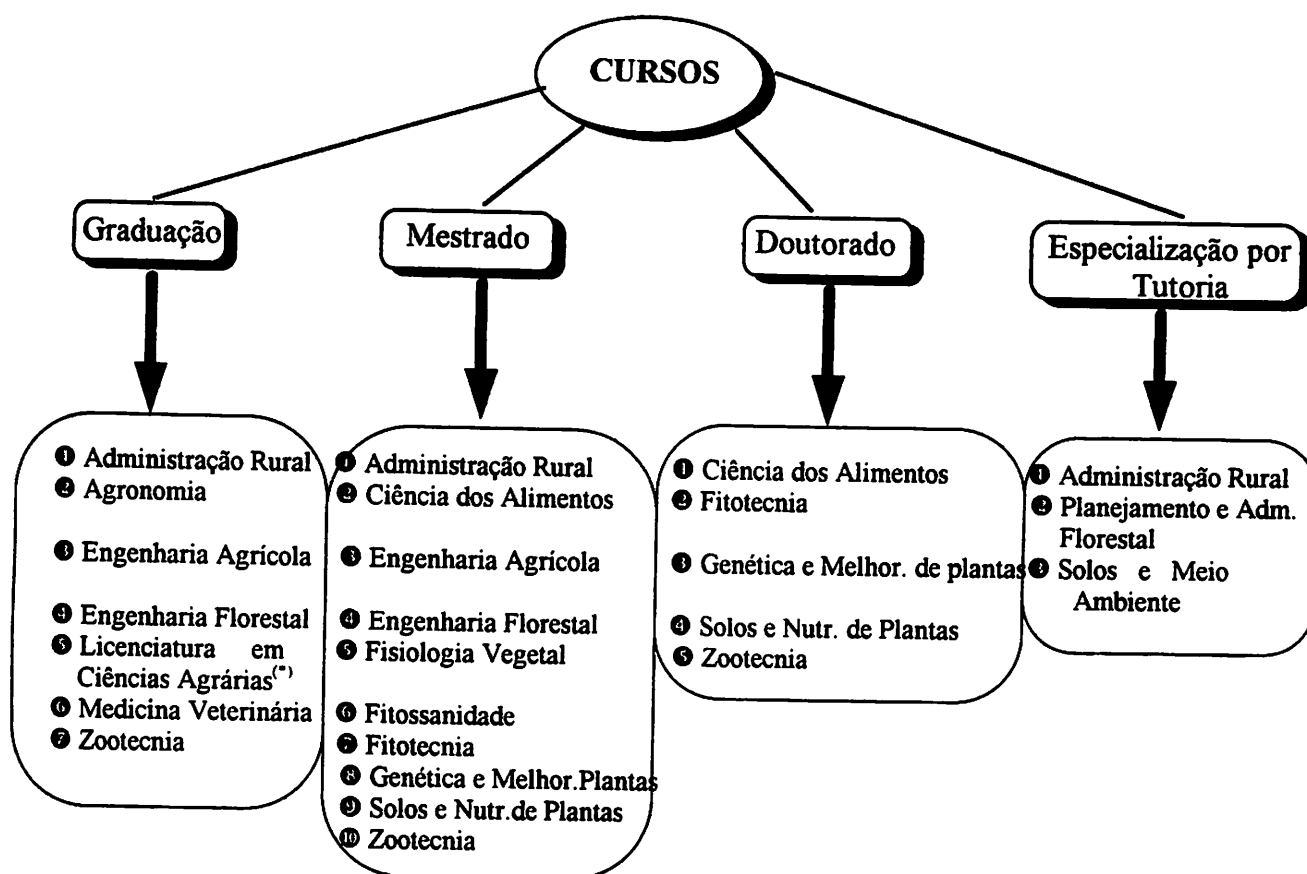 CURSOS
Graduação
Mestrado
Doutorado
Especialização por
Tutoria
❶ Administração Rural
❷ Agronomia
❸ Engenharia Agrícola
❹ Engenharia Florestal
❺ Licenciatura em
Ciências Agrárias(*)
❻ Medicina Veterinária
❼ Zootecnia
❶ Administração Rural
❷ Ciência dos Alimentos
❸ Engenharia Agrícola
❹ Engenharia Florestal
❺ Fisiologia Vegetal
❻ Fitossanidade
❼ Fitotecnia
❽ Genética e Melhor.Plantas
❾ Solos e Nutr.de Plantas
❿ Zootecnia
❶ Ciência dos Alimentos
❷ Fitotecnia
❸ Genética e Melhor. de plantas
❹ Solos e Nutr. de Plantas
❺ Zootecnia
❶ Administração Rural
❷ Planejamento e Adm.
Florestal
❸ Solos e Meio
Ambiente